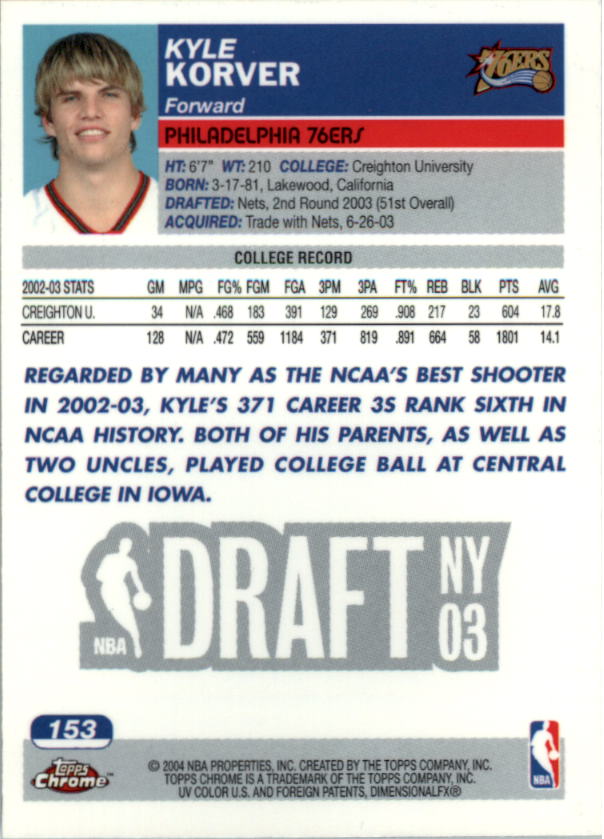 KYLE
KORVER
76ERS
Forward
PHILADELPHIA 76ERS
HT: 6'7" WT: 210 COLLEGE: Creighton University
BORN: 3-17-81, Lakewood, California
DRAFTED: Nets, 2nd Round 2003 (51st Overall)
ACQUIRED: Trade with Nets, 6-26-03
COLLEGE RECORD
2002-03 STATS GM MPG FG% FGM FGA 3PM 3PA FT% REB BLK PTS AVG
CREIGHTON U. 34 N/A .468 183 391 129 269 .908 217 23 604 17.8
CAREER 128 N/A .472 559 1184 371 819 .891 664 58 1801 14.1
REGARDED BY MANY AS THE NCAA'S BEST SHOOTER
IN 2002-03, KYLE'S 371 CAREER 3S RANK SIXTH IN
NCAA HISTORY. BOTH OF HIS PARENTS, AS WELL AS
TWO UNCLES, PLAYED COLLEGE BALL AT CENTRAL
COLLEGE IN IOWA.
NBA DRAFT NY
03
153
Topps
Chrome™
© 2004 NBA PROPERTIES, INC. CREATED BY THE TOPPS COMPANY, INC.
TOPPS CHROME IS A TRADEMARK OF THE TOPPS COMPANY, INC.
UV COLOR U.S. AND FOREIGN PATENTS, DIMENSIONALFX®
NBA